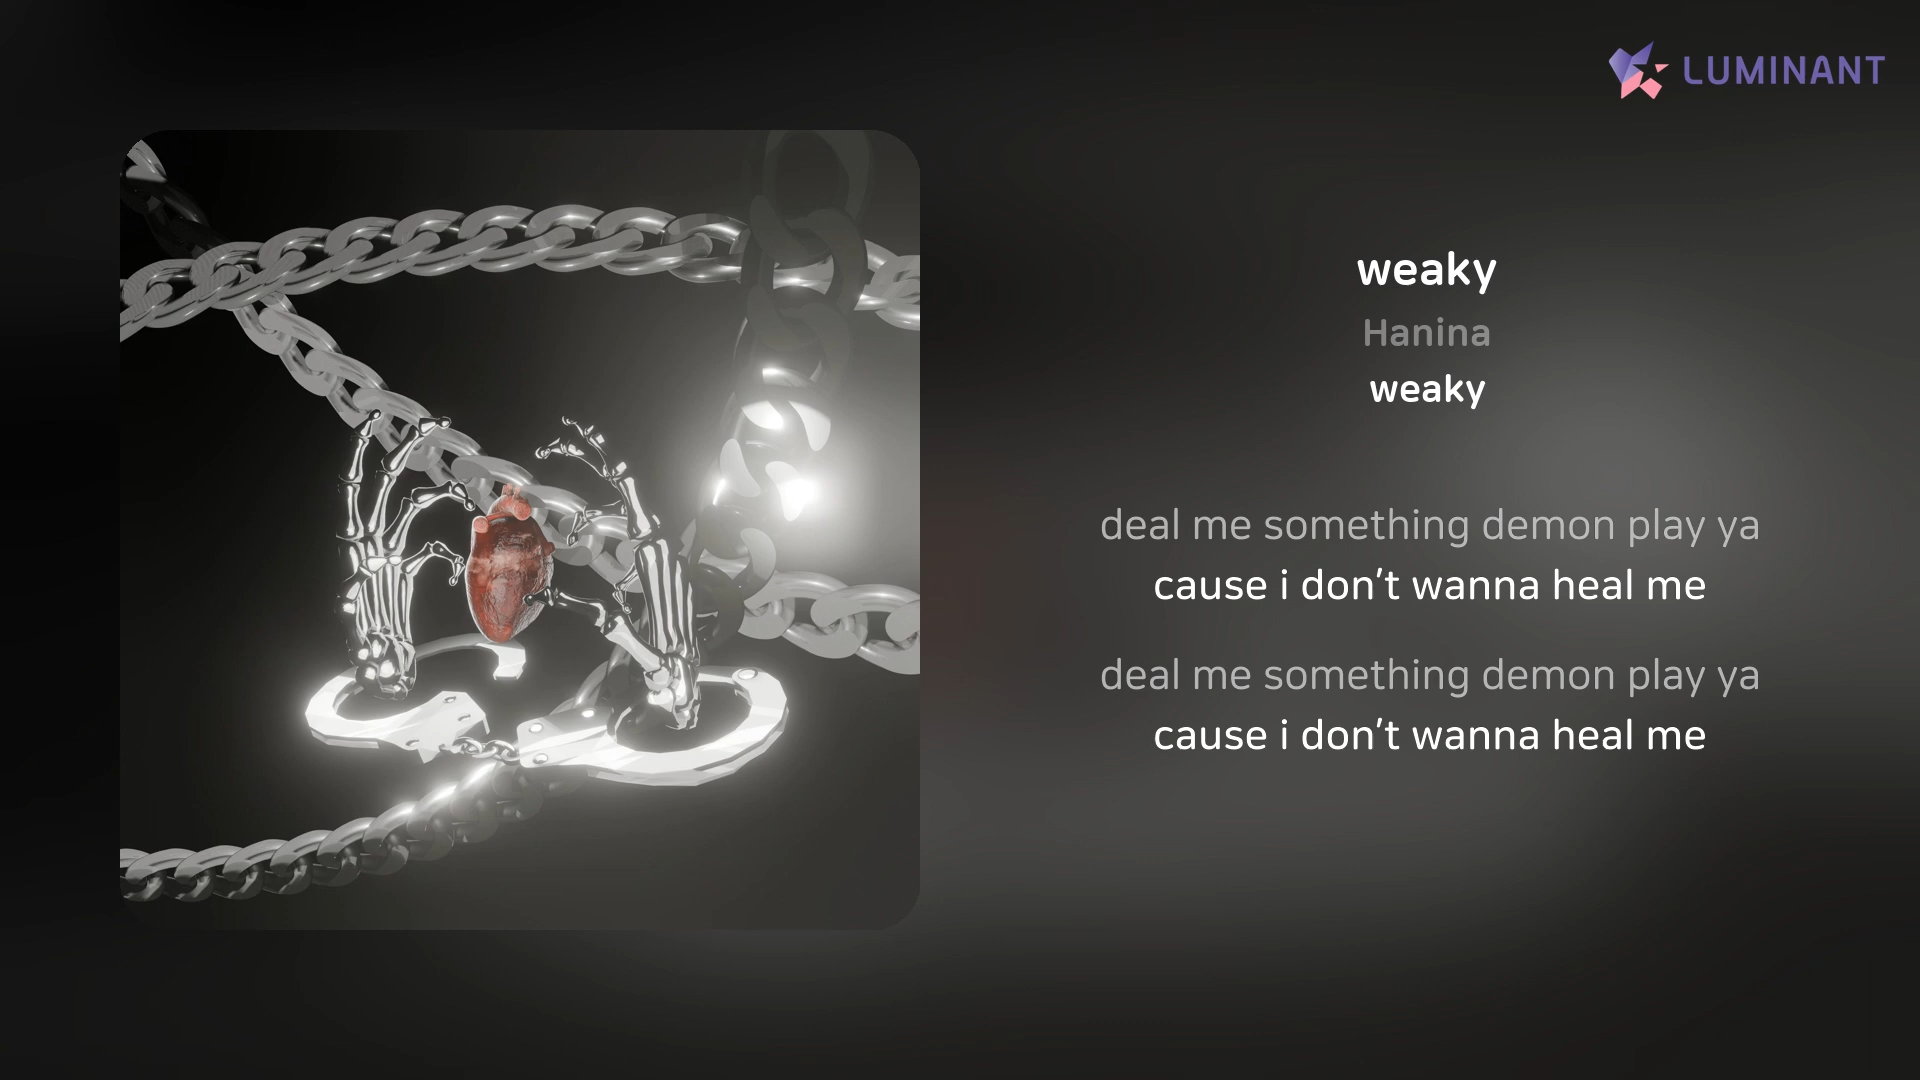 LUMINANT
weaky
Hanina
weaky
deal me something demon play ya
cause i don't wanna heal me
deal me something demon play ya
cause i don't wanna heal me